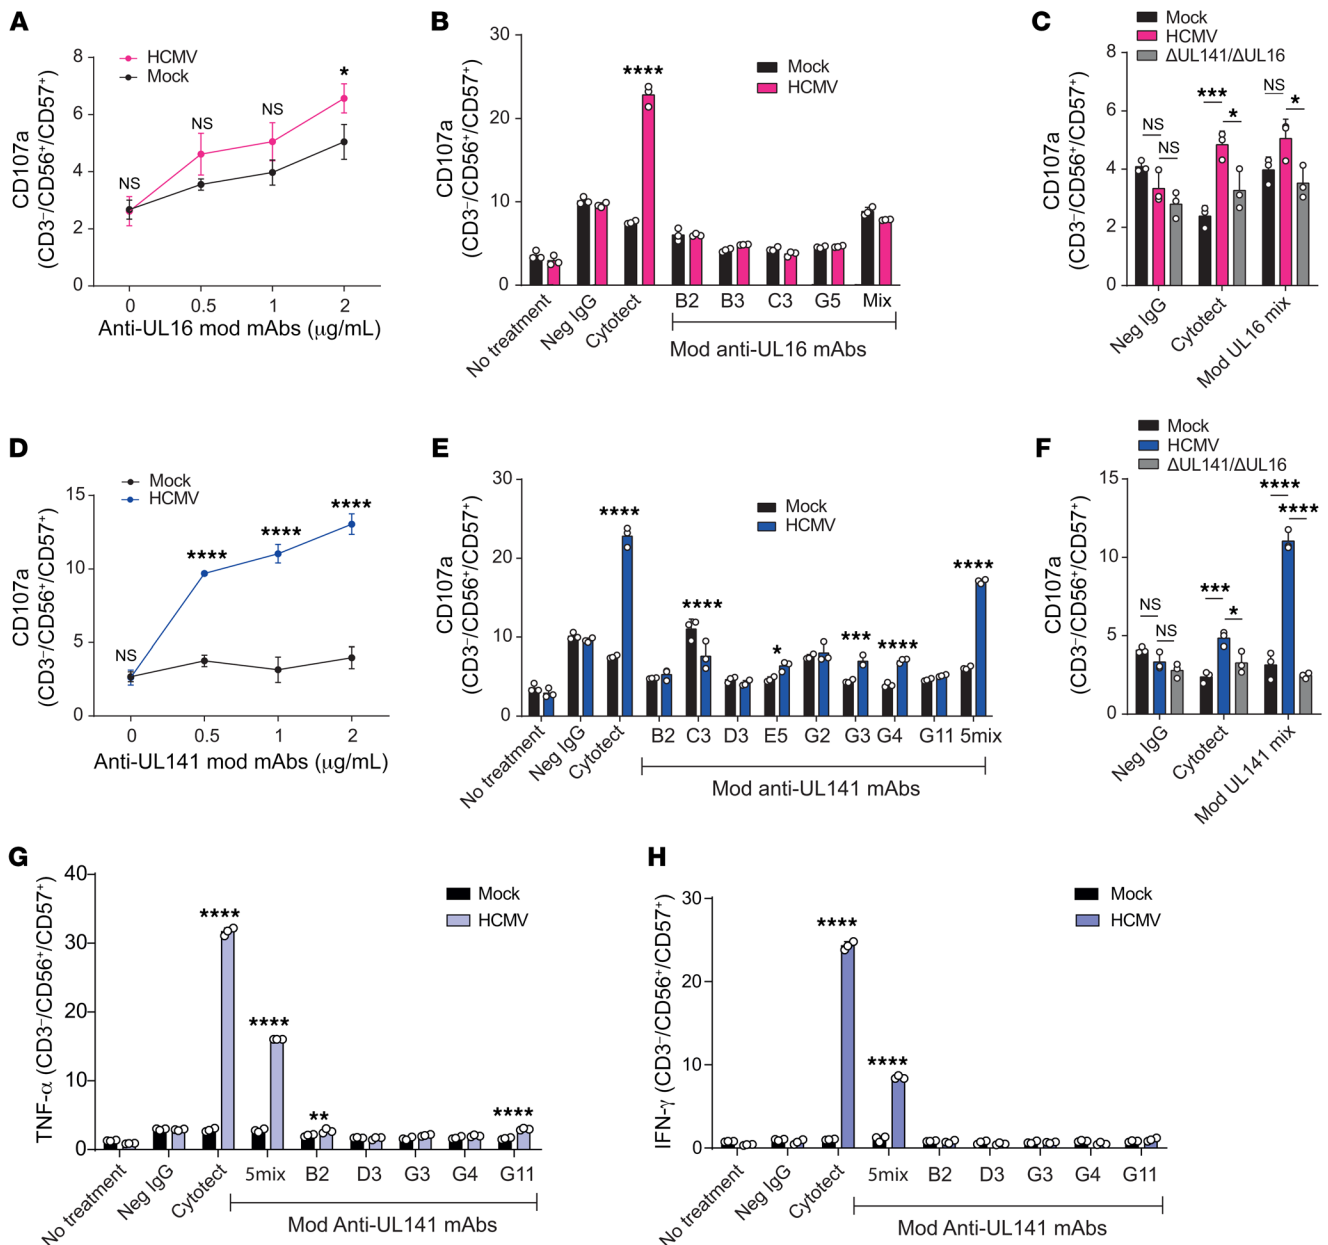 A
HCMV
Mock
CD107a
(CD3⁻/CD56⁺/CD57⁺)
8
6
4
2
0
NS
NS
NS
*
0 0.5 1 2
Anti-UL16 mod mAbs (μg/mL)
B
Mock
HCMV
CD107a
(CD3⁻/CD56⁺/CD57⁺)
30
20
10
0
****
No treatment
Neg IgG
Cytotect
B2 B3 C3 G5 Mix
Mod anti-UL16 mAbs
C
Mock
HCMV
ΔUL141/ΔUL16
CD107a
(CD3⁻/CD56⁺/CD57⁺)
8
6
4
2
0
NS
NS
***
*
NS
*
Neg IgG
Cytotect
Mod UL16 mix
D
Mock
HCMV
CD107a
(CD3⁻/CD56⁺/CD57⁺)
15
10
5
0
NS
****
****
****
0 0.5 1 2
Anti-UL141 mod mAbs (μg/mL)
E
Mock
HCMV
CD107a
(CD3⁻/CD56⁺/CD57⁺)
30
20
10
0
****
****
*
***
****
****
No treatment
Neg IgG
Cytotect
B2 C3 D3 E5 G2 G3 G4 G11 5mix
Mod anti-UL141 mAbs
F
Mock
HCMV
ΔUL141/ΔUL16
CD107a
(CD3⁻/CD56⁺/CD57⁺)
15
10
5
0
NS
NS
***
*
****
****
Neg IgG
Cytotect
Mod UL141 mix
G
Mock
HCMV
TNF-α (CD3⁻/CD56⁺/CD57⁺)
40
30
20
10
0
****
****
**
****
No treatment
Neg IgG
Cytotect
5mix B2 D3 G3 G4 G11
Mod Anti-UL141 mAbs
H
Mock
HCMV
IFN-γ (CD3⁻/CD56⁺/CD57⁺)
30
20
10
0
****
****
No treatment
Neg IgG
Cytotect
5mix B2 D3 G3 G4 G11
Mod Anti-UL141 mAbs